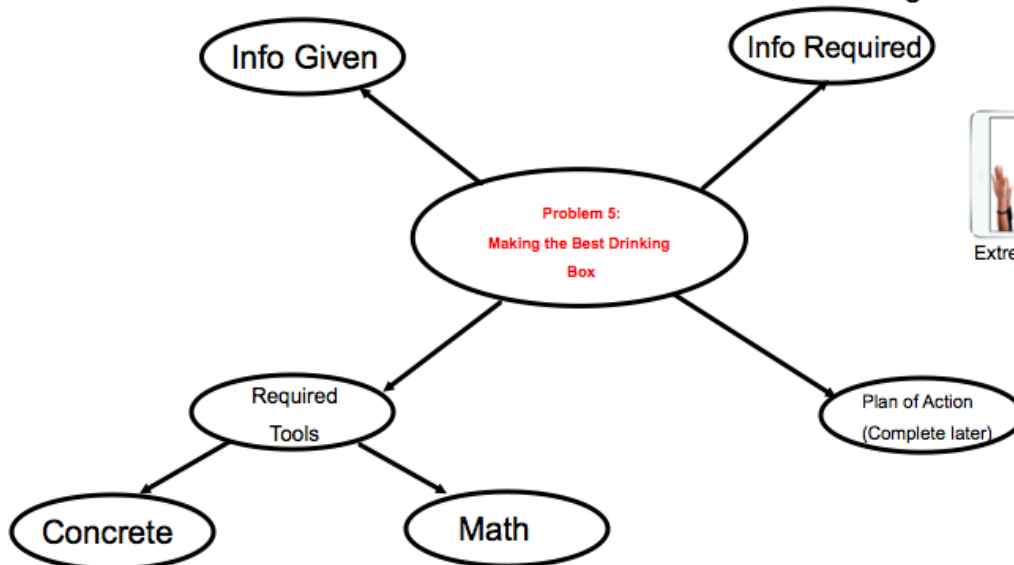 Info Given
Info Required
Problem 5:
Making the Best Drinking
Box
Required
Tools
Plan of Action
(Complete later)
Concrete
Math